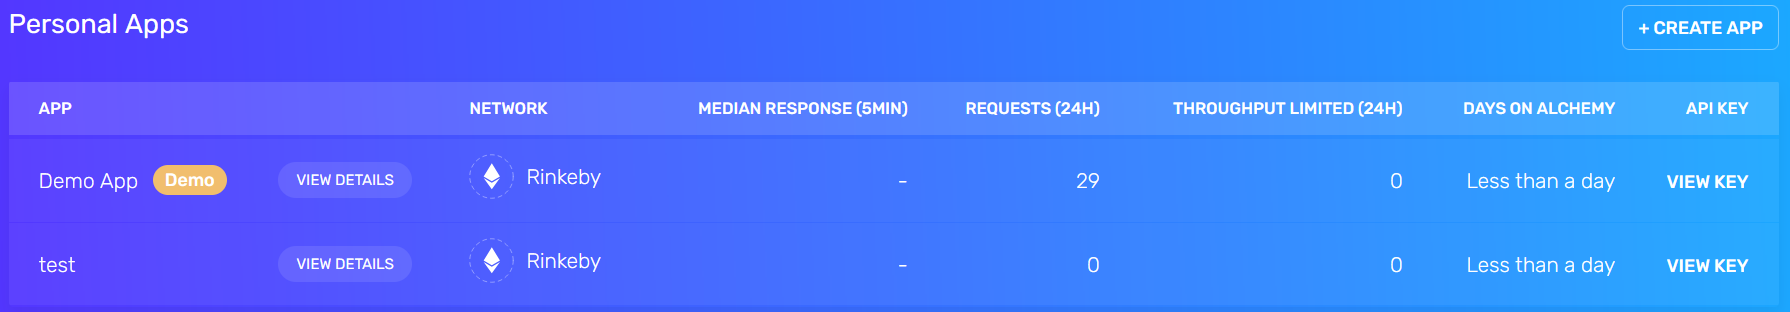 Personal Apps
+ CREATE APP
APP NETWORK MEDIAN RESPONSE (5MIN) REQUESTS (24H) THROUGHPUT LIMITED (24H) DAYS ON ALCHEMY API KEY
Demo App Demo VIEW DETAILS Rinkeby - 29 0 Less than a day VIEW KEY
test VIEW DETAILS Rinkeby - 0 0 Less than a day VIEW KEY